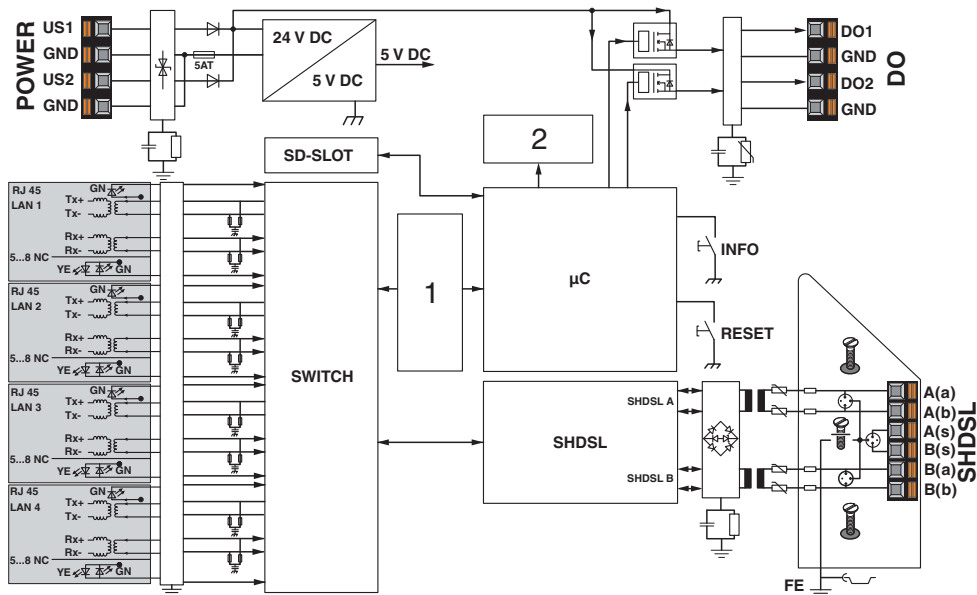 POWER
US1
GND
US2
GND
5AT
24 V DC
5 V DC
5 V DC
DO1
GND
DO2
GND
DO
SD-SLOT
2
1
µC
INFO
RESET
SWITCH
RJ 45
LAN 1
GN
Tx+
Tx-
Rx+
Rx-
5...8 NC
YE
GN
RJ 45
LAN 2
GN
Tx+
Tx-
Rx+
Rx-
5...8 NC
YE
GN
RJ 45
LAN 3
GN
Tx+
Tx-
Rx+
Rx-
5...8 NC
YE
GN
RJ 45
LAN 4
GN
Tx+
Tx-
Rx+
Rx-
5...8 NC
YE
GN
SHDSL
SHDSL A
SHDSL B
A(a)
A(b)
A(s)
B(s)
B(a)
B(b)
SHDSL
FE